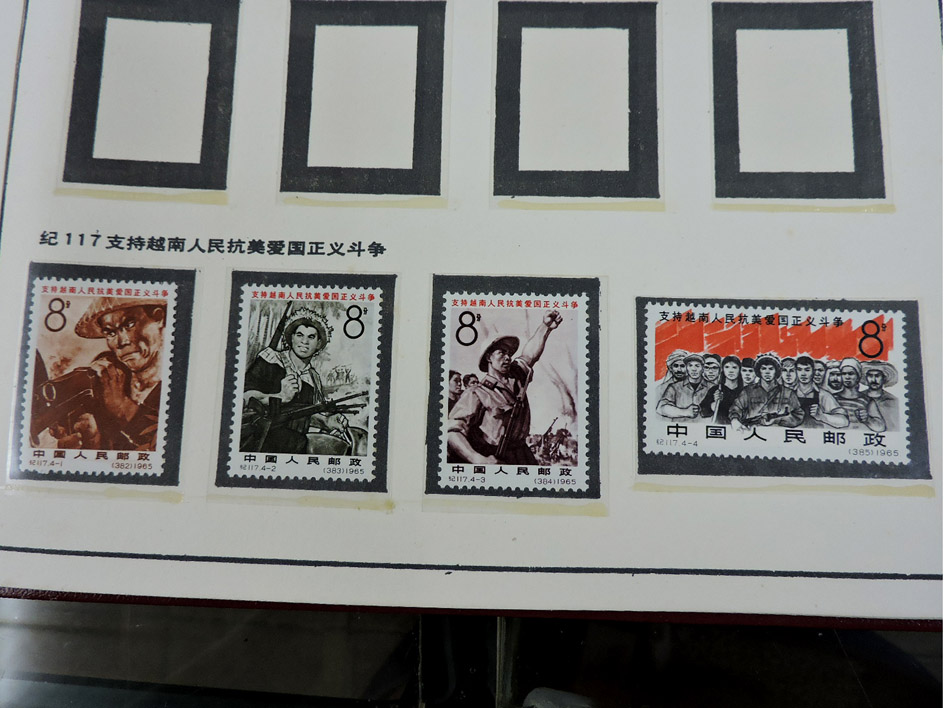 纪117支持越南人民抗美爱国正义斗争
支持越南人民抗美爱国正义斗争
8分
中国人民邮政
纪117.4-1 (382)1965
支持越南人民抗美爱国正义斗争
8分
中国人民邮政
纪117.4-2 (383)1965
支持越南人民抗美爱国正义斗争
8分
中国人民邮政
纪117.4-3 (384)1965
支持越南人民抗美爱国正义斗争
8分
中国人民邮政
纪117.4-4 (385)1965